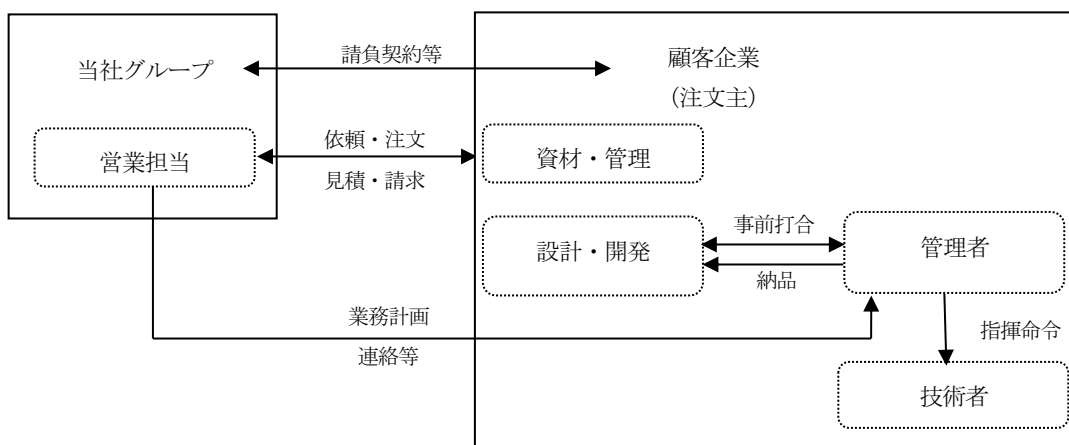 当社グループ
請負契約等
顧客企業
(注文主)
営業担当
依頼・注文
見積・請求
資材・管理
設計・開発
事前打合
納品
管理者
業務計画
連絡等
指揮命令
技術者